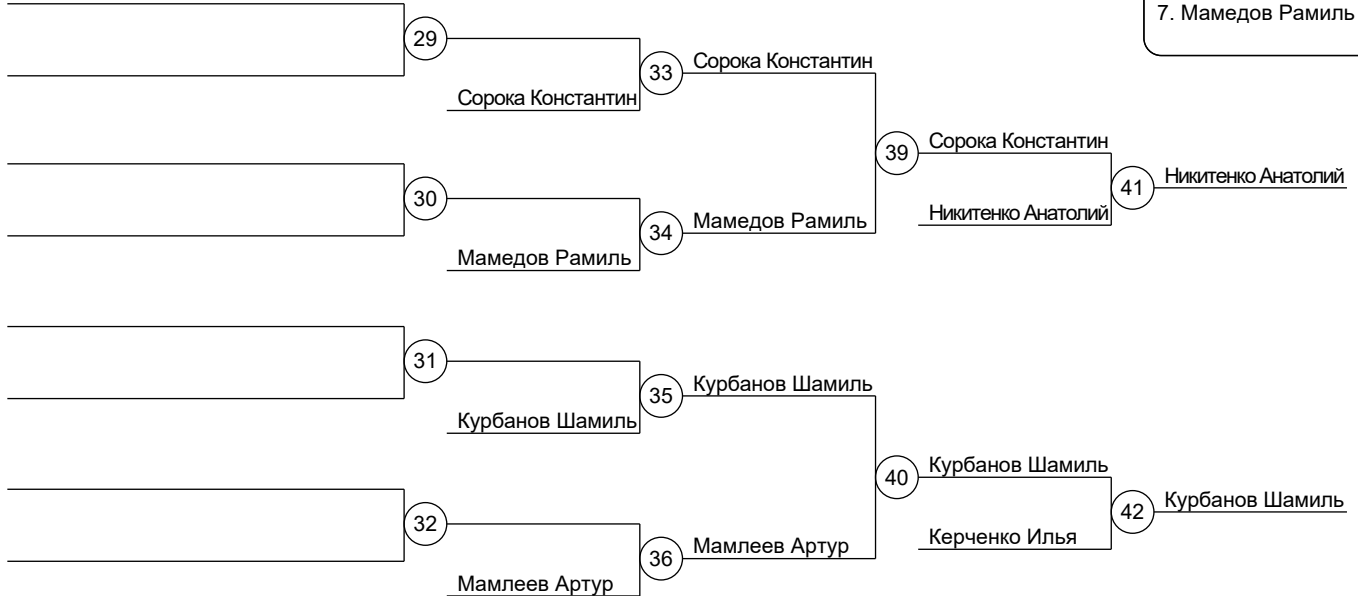 7. Мамедов Рамиль
29
33
Сорока Константин
Сорока Константин
39
Сорока Константин
41
Никитенко Анатолий
30
34
Мамедов Рамиль
Никитенко Анатолий
Мамедов Рамиль
31
35
Курбанов Шамиль
Курбанов Шамиль
40
Курбанов Шамиль
42
Курбанов Шамиль
32
36
Мамлеев Артур
Керченко Илья
Мамлеев Артур